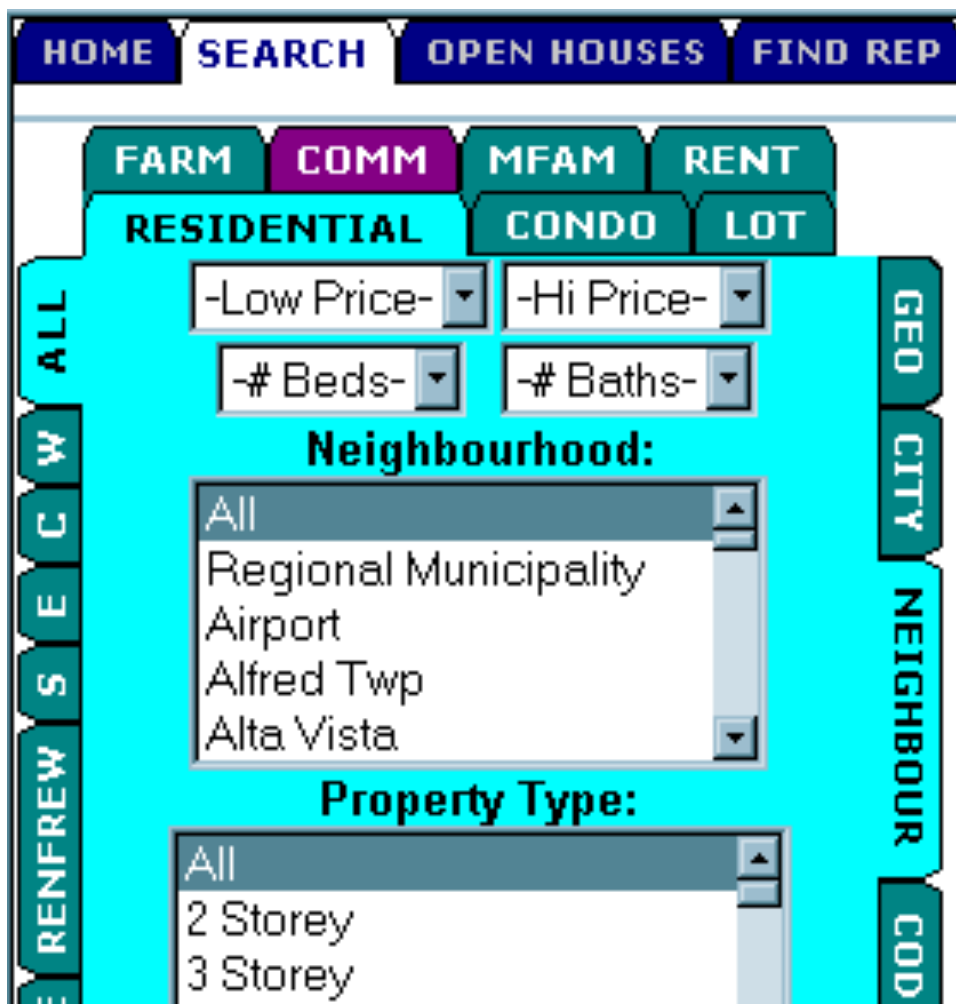 HOME SEARCH OPEN HOUSES FIND REP
FARM COMM MFAM RENT
RESIDENTIAL CONDO LOT
-Low Price- -Hi Price-
-# Beds- -# Baths-
Neighbourhood:
All
Regional Municipality
Airport
Alfred Twp
Alta Vista
Property Type:
All
2 Storey
3 Storey
ALL
W
C
E
S
RENFREW
E
GEO
CITY
NEIGHBOUR
COD